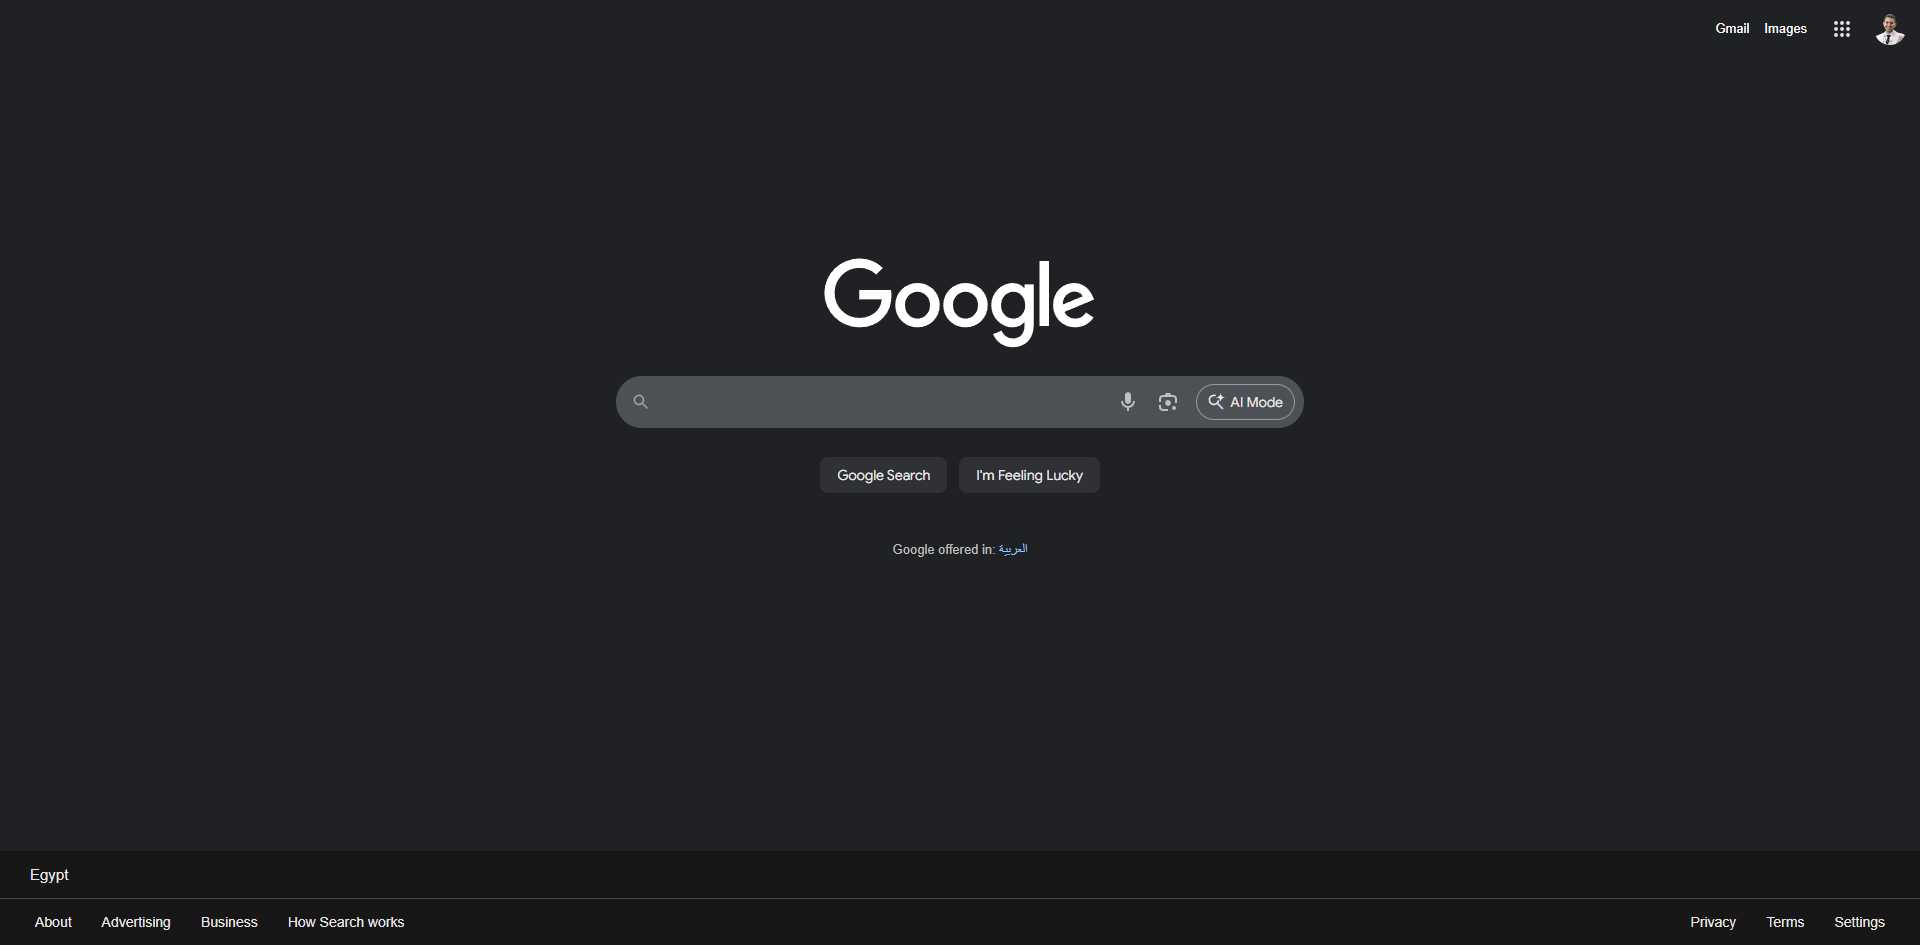 Gmail Images
Google
AI Mode
Google Search I'm Feeling Lucky
Google offered in: العربية
Egypt
About Advertising Business How Search works Privacy Terms Settings